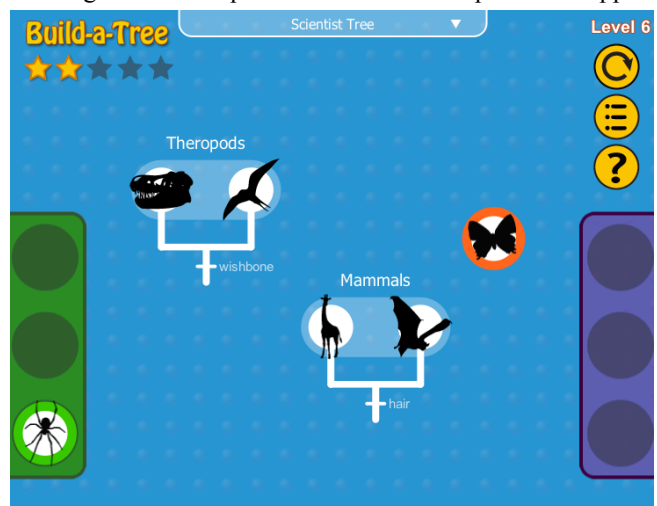 Build-a-Tree
Scientist Tree
Level 6
?
Theropods
wishbone
Mammals
hair